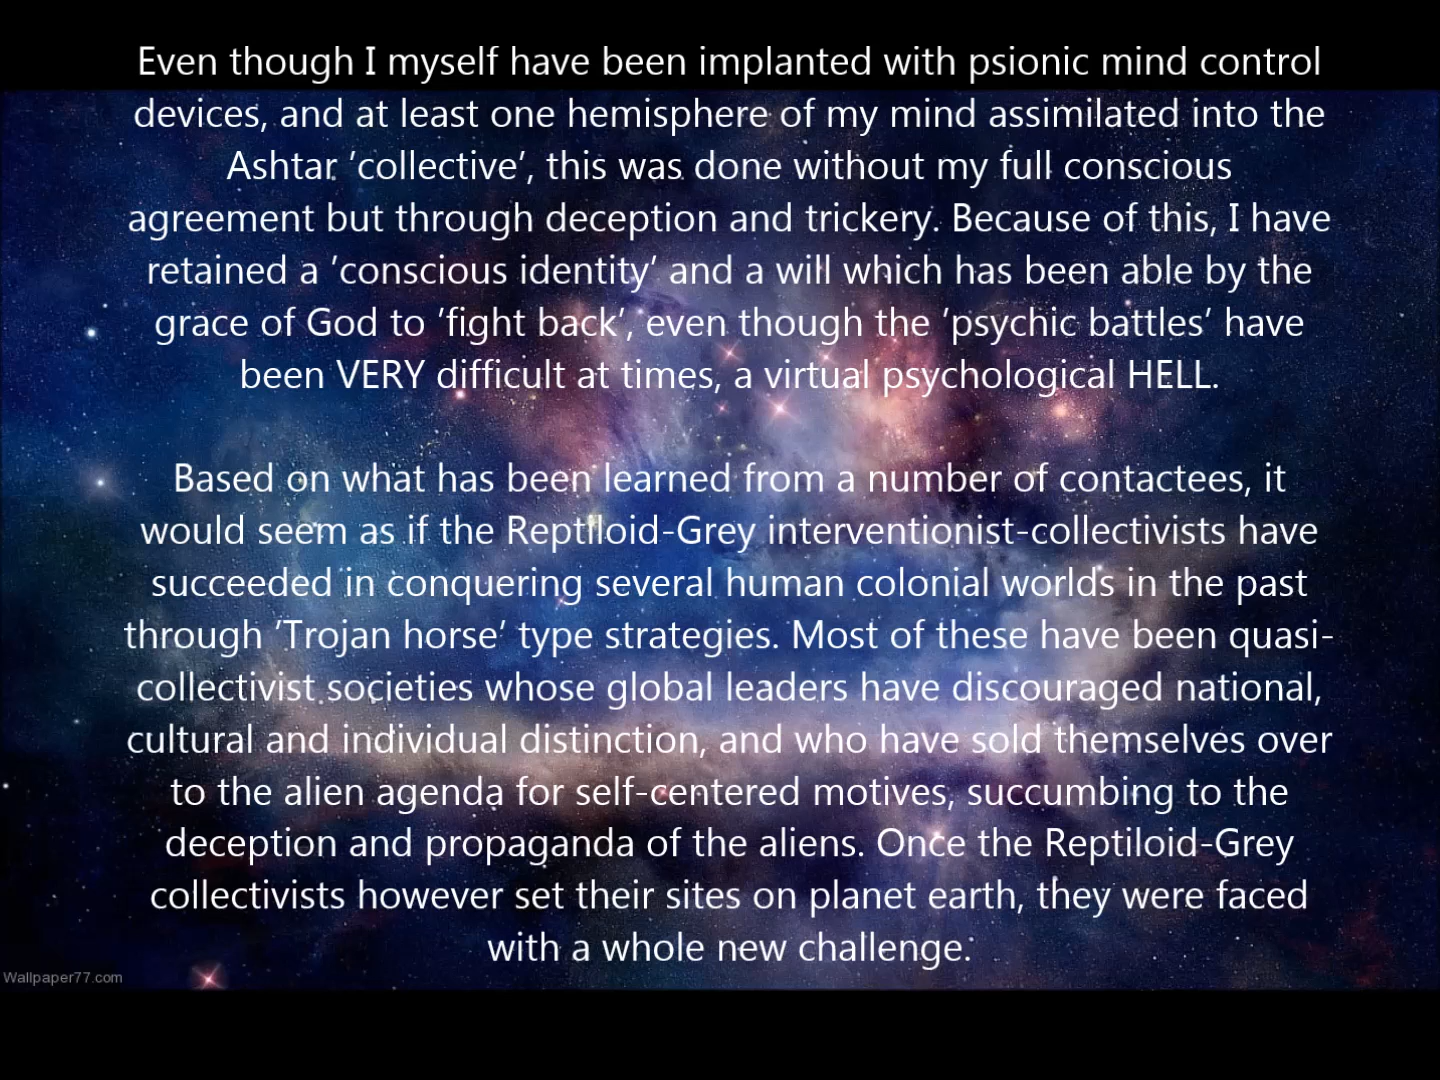 Even though I myself have been implanted with psionic mind control
devices, and at least one hemisphere of my mind assimilated into the
Ashtar 'collective', this was done without my full conscious
agreement but through deception and trickery. Because of this, I have
retained a 'conscious identity' and a will which has been able by the
grace of God to 'fight back', even though the 'psychic battles' have
been VERY difficult at times, a virtual psychological HELL.
Based on what has been learned from a number of contactees, it
would seem as if the Reptiloid-Grey interventionist-collectivists have
succeeded in conquering several human colonial worlds in the past
through 'Trojan horse' type strategies. Most of these have been quasi-
collectivist societies whose global leaders have discouraged national,
cultural and individual distinction, and who have sold themselves over
to the alien agenda for self-centered motives, succumbing to the
deception and propaganda of the aliens. Once the Reptiloid-Grey
collectivists however set their sites on planet earth, they were faced
with a whole new challenge.
Wallpaper77.com